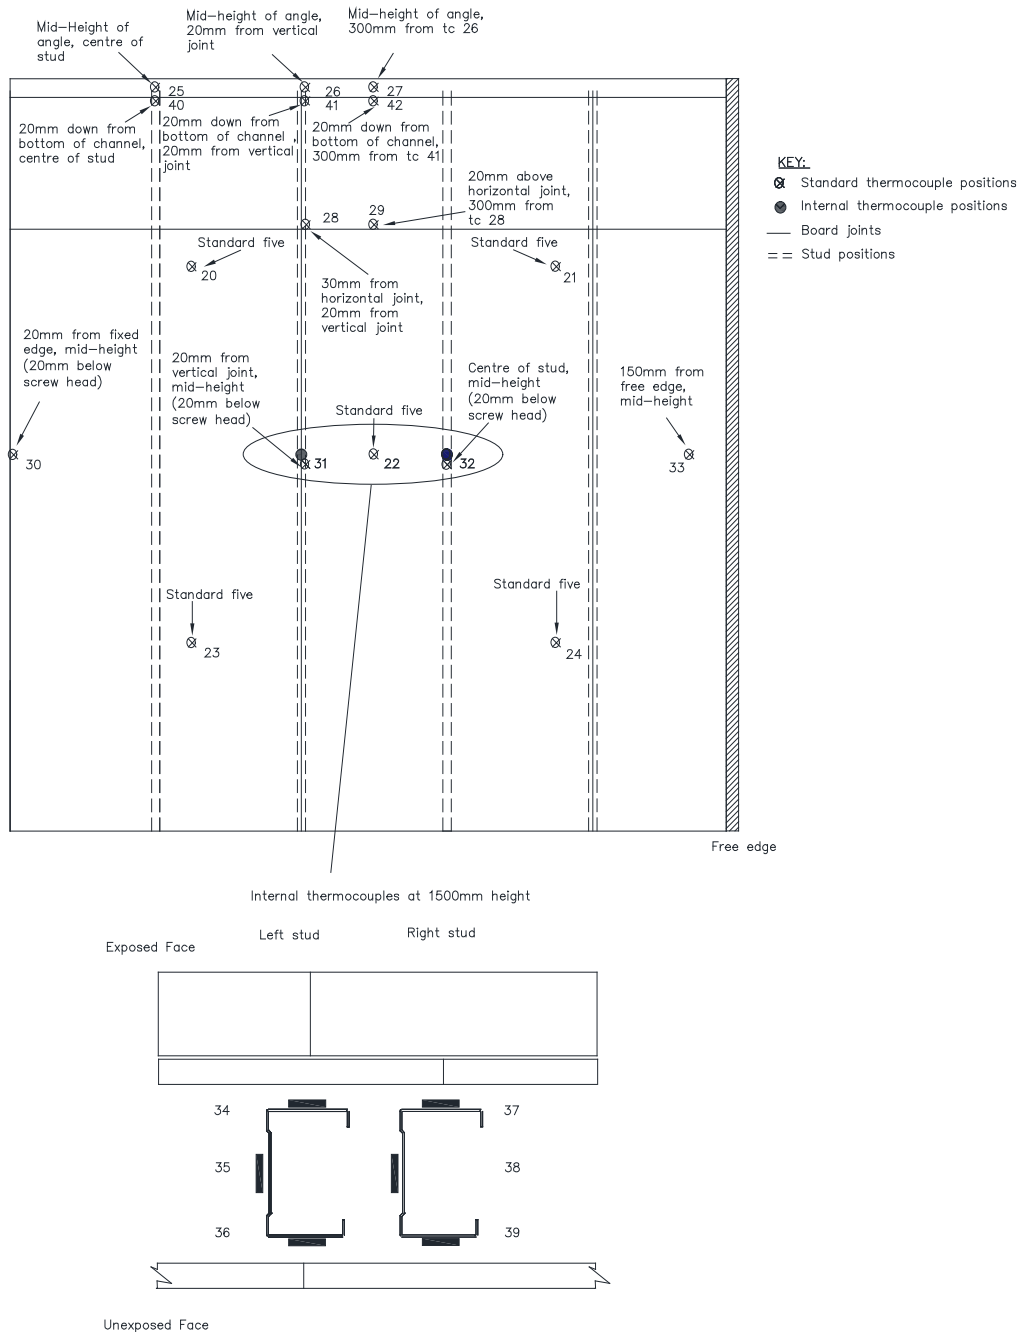 Mid-Height of
angle, centre of
stud
Mid-height of angle,
20mm from vertical
joint
Mid-height of angle,
300mm from tc 26
25
26
27
40
41
42
20mm down from
bottom of channel,
centre of stud
20mm down from
bottom of channel ,
20mm from vertical
joint
20mm down from
bottom of channel,
300mm from tc 41
20mm above
horizontal joint,
300mm from
tc 28
28
29
KEY:
Standard thermocouple positions
Internal thermocouple positions
Board joints
Stud positions
Standard five
20
Standard five
21
30mm from
horizontal joint,
20mm from
vertical joint
20mm from fixed
edge, mid-height
(20mm below
screw head)
30
20mm from
vertical joint,
mid-height
(20mm below
screw head)
31
Standard five
22
Centre of stud,
mid-height
(20mm below
screw head)
32
150mm from
free edge,
mid-height
33
Standard five
23
Standard five
24
Free edge
Internal thermocouples at 1500mm height
Left stud
Right stud
Exposed Face
34
37
35
38
36
39
Unexposed Face